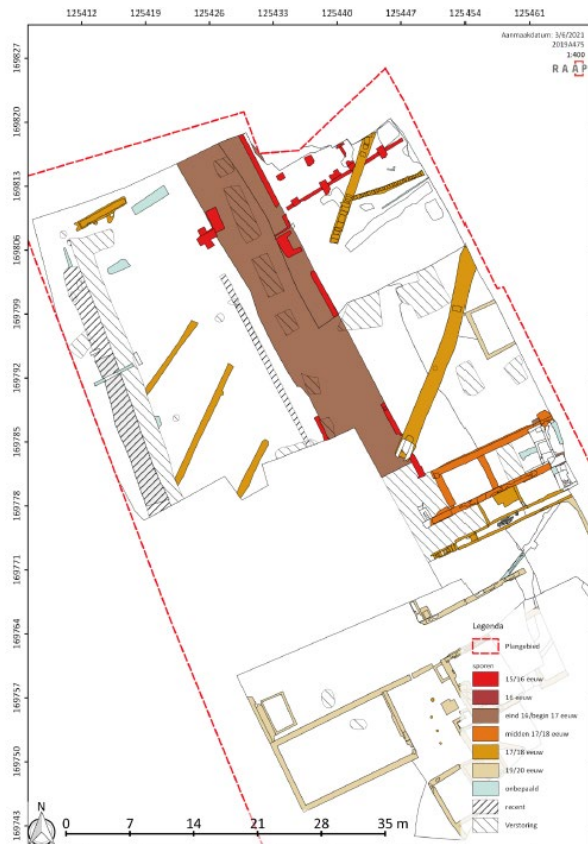 125412 125419 125426 125433 125440 125447 125454 125461
Aanmaakdatum: 3/6/2021
2019A475
1:400
RAAP
169827
169820
169813
169806
169799
169792
169785
169778
169771
169764
169757
169750
169743
Legenda
Plangebied
sporen
15/16 eeuw
16 eeuw
eind 16/begin 17 eeuw
midden 17/18 eeuw
17/18 eeuw
19/20 eeuw
onbepaald
recent
Verstoring
N
0 7 14 21 28 35 m